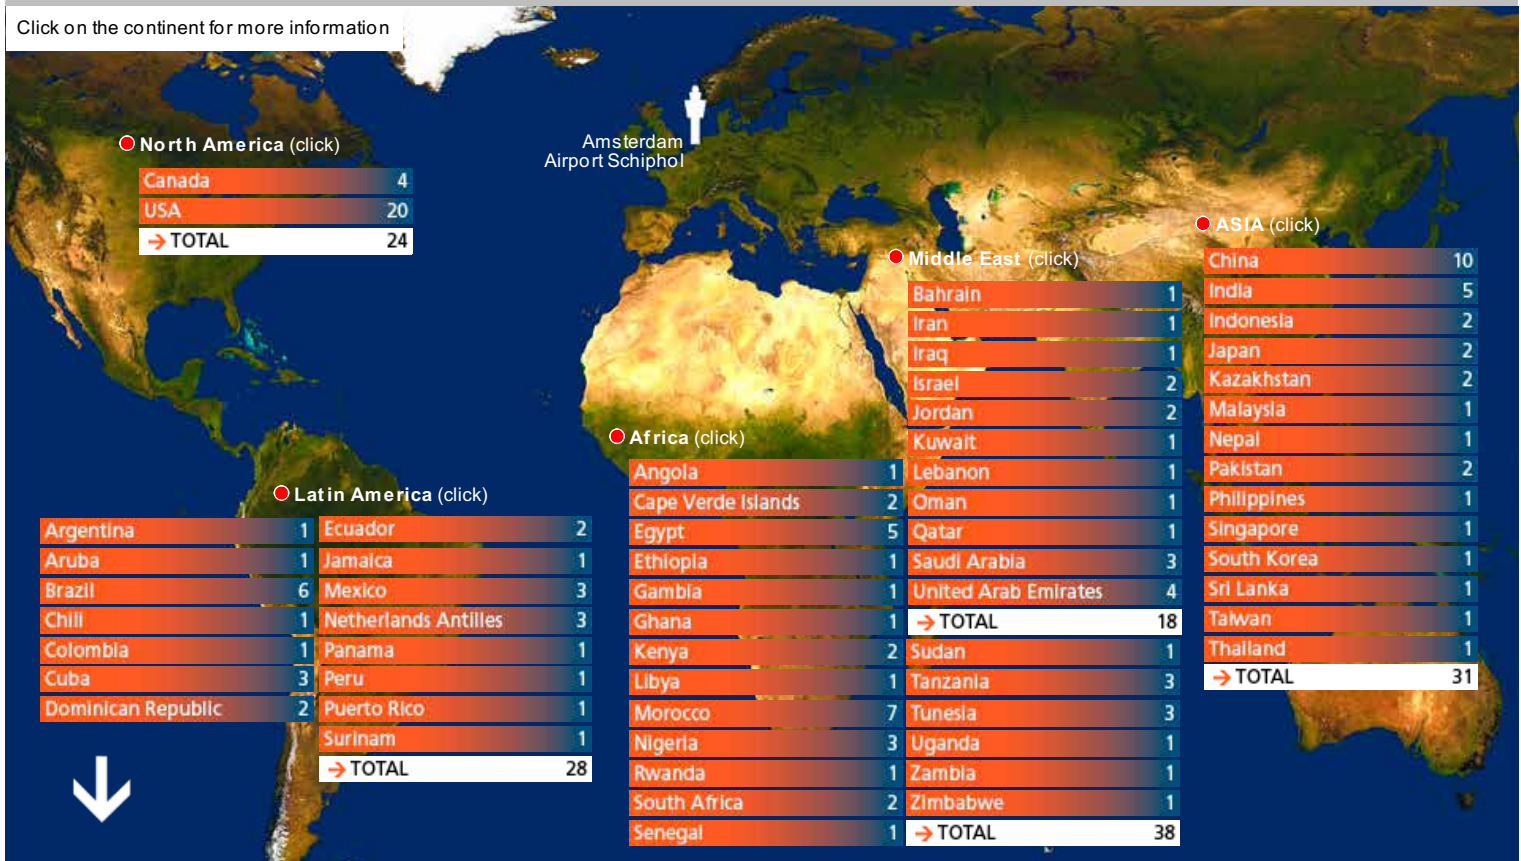 Click on the continent for more information
Amsterdam
Airport Schiphol
North America (click)
Canada 4
USA 20
→ TOTAL 24
Latin America (click)
Argentina 1
Aruba 1
Brazil 6
Chili 1
Colombia 1
Cuba 3
Dominican Republic 2
Ecuador 2
Jamaica 1
Mexico 3
Netherlands Antilles 3
Panama 1
Peru 1
Puerto Rico 1
Surinam 1
→ TOTAL 28
Africa (click)
Angola 1
Cape Verde Islands 2
Egypt 5
Ethiopia 1
Gambia 1
Ghana 1
Kenya 2
Libya 1
Morocco 7
Nigeria 3
Rwanda 1
South Africa 2
Senegal 1
Sudan 1
Tanzania 3
Tunesia 3
Uganda 1
Zambia 1
Zimbabwe 1
→ TOTAL 38
Middle East (click)
Bahrain 1
Iran 1
Iraq 1
Israel 2
Jordan 2
Kuwait 1
Lebanon 1
Oman 1
Qatar 1
Saudi Arabia 3
United Arab Emirates 4
→ TOTAL 18
ASIA (click)
China 10
India 5
Indonesia 2
Japan 2
Kazakhstan 2
Malaysia 1
Nepal 1
Pakistan 2
Philippines 1
Singapore 1
South Korea 1
Sri Lanka 1
Taiwan 1
Thailand 1
→ TOTAL 31